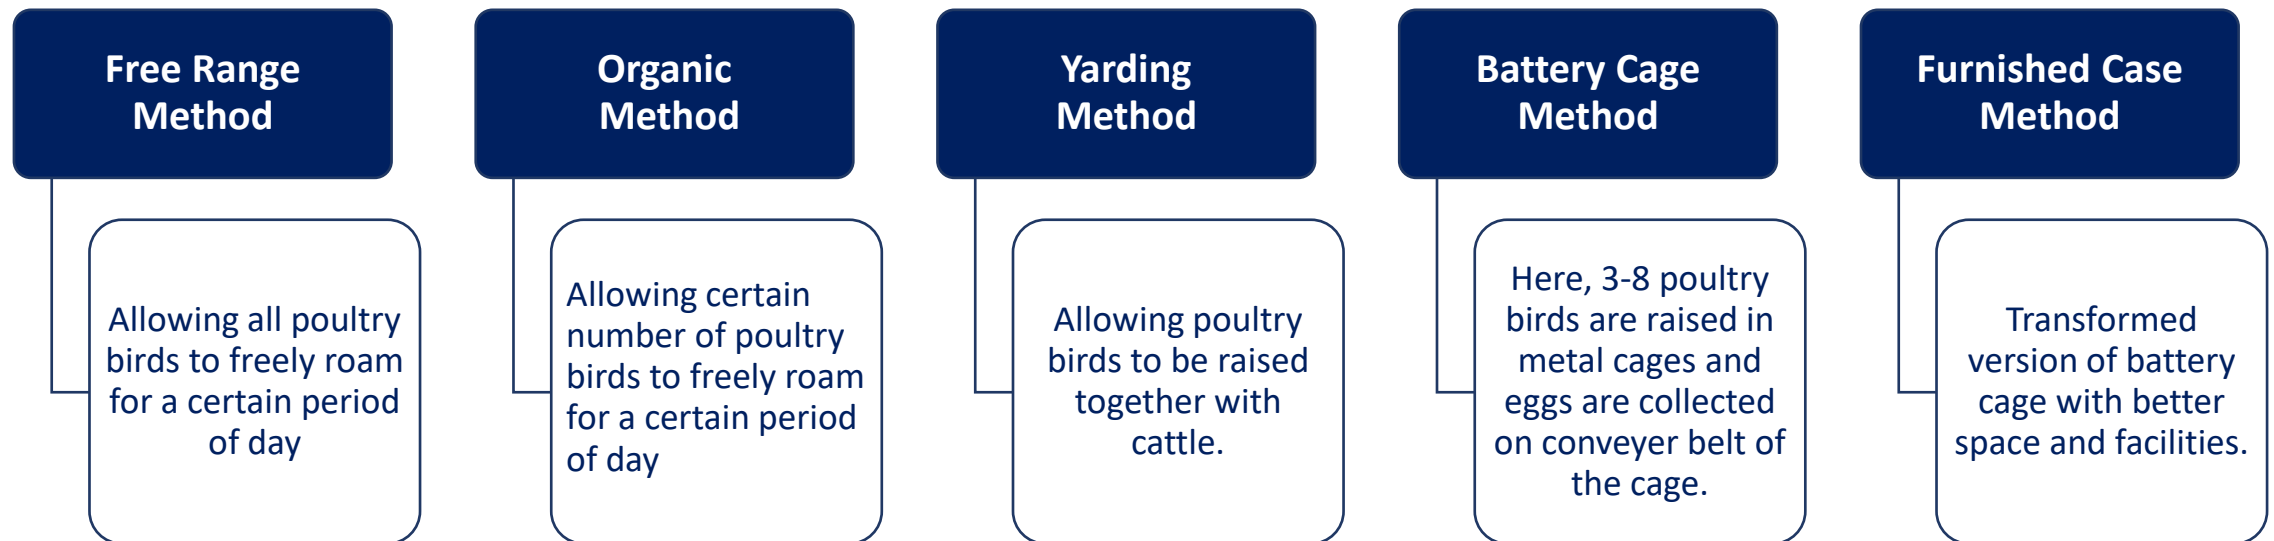 Free Range
Method
Allowing all poultry
birds to freely roam
for a certain period
of day
Organic
Method
Allowing certain
number of poultry
birds to freely roam
for a certain period
of day
Yarding
Method
Allowing poultry
birds to be raised
together with
cattle.
Battery Cage
Method
Here, 3-8 poultry
birds are raised in
metal cages and
eggs are collected
on conveyer belt of
the cage.
Furnished Case
Method
Transformed
version of battery
cage with better
space and facilities.